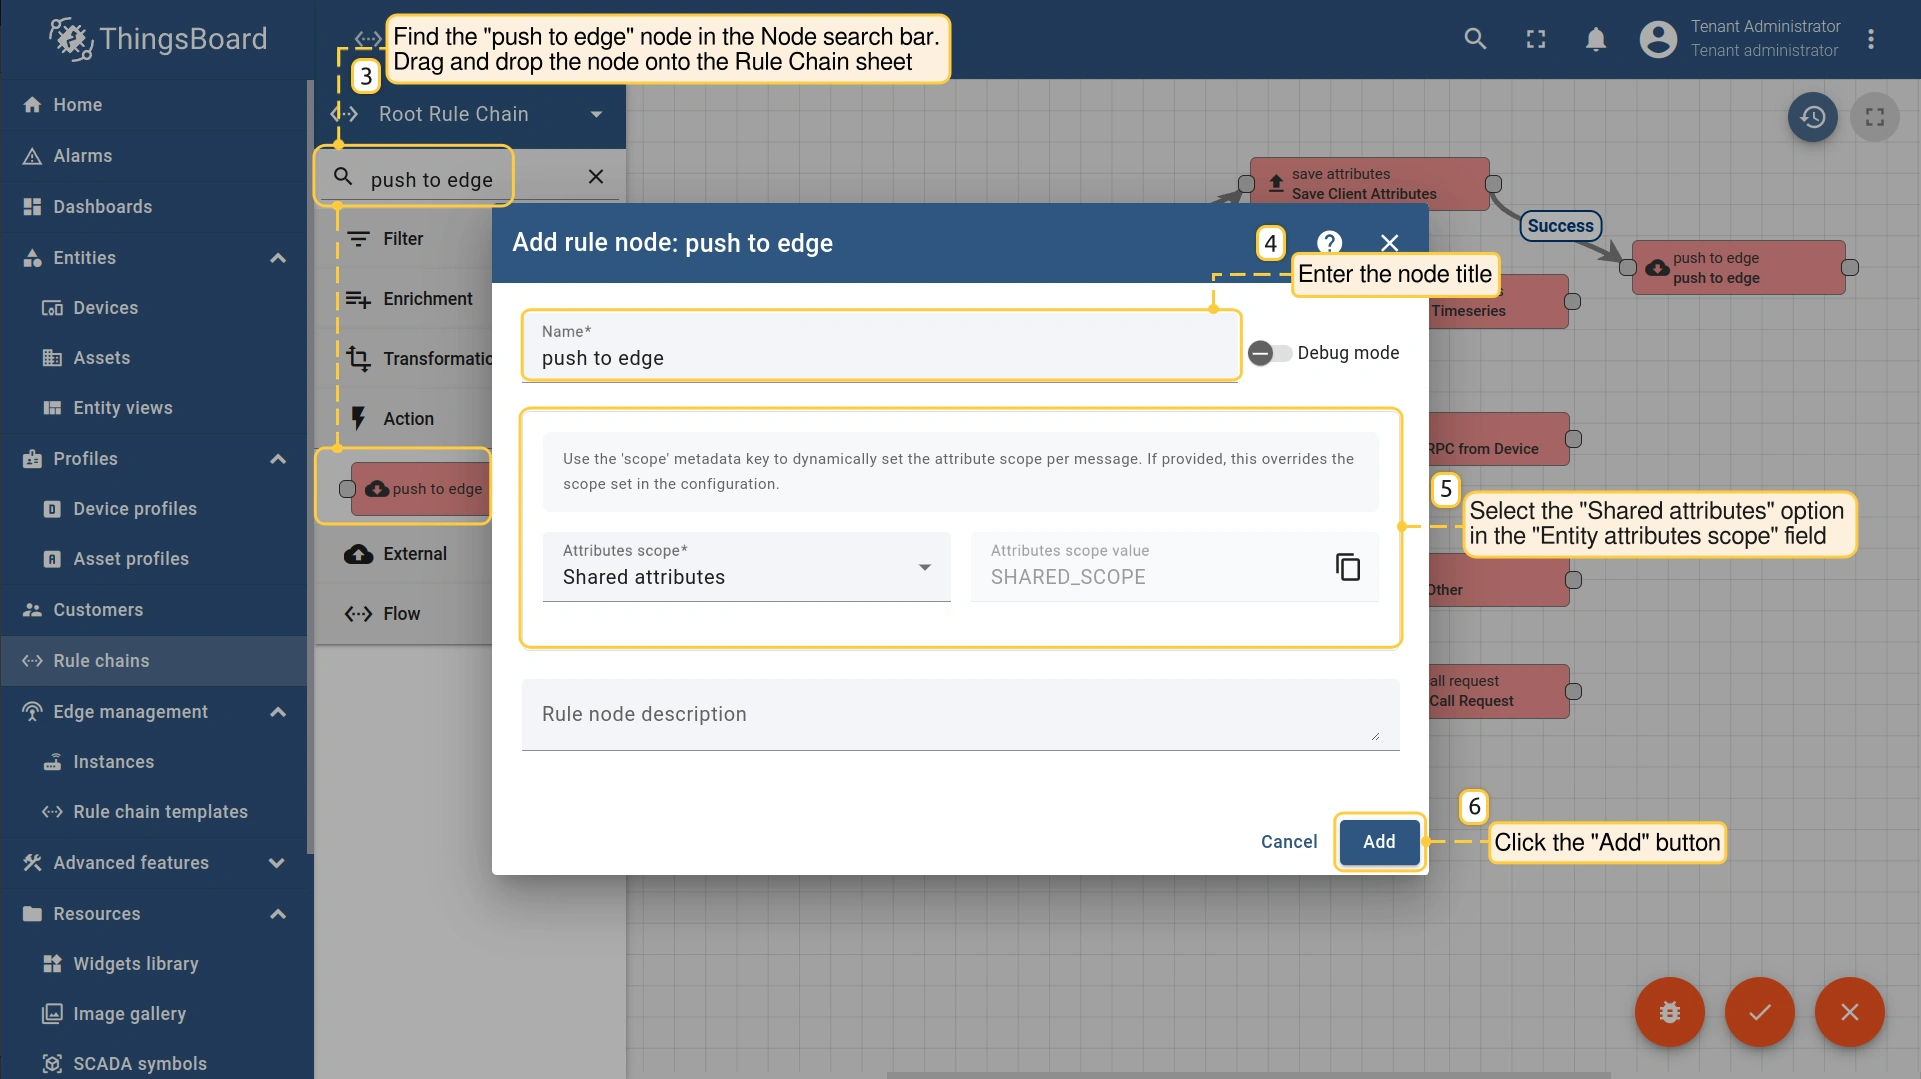 ThingsBoard
Find the "push to edge" node in the Node search bar.
Drag and drop the node onto the Rule Chain sheet
3
Tenant Administrator
Tenant administrator
Home
Alarms
Dashboards
Entities
Devices
Assets
Entity views
Profiles
Device profiles
Asset profiles
Customers
Rule chains
Edge management
Instances
Rule chain templates
Advanced features
Resources
Widgets library
Image gallery
SCADA symbols
Root Rule Chain
push to edge
Filter
Enrichment
Transformatio
Action
push to edge
External
Flow
save attributes
Save Client Attributes
Success
push to edge
push to edge
Timeseries
RPC from Device
Other
all request
Call Request
Add rule node: push to edge
4
?
Enter the node title
Name*
push to edge
Debug mode
Use the 'scope' metadata key to dynamically set the attribute scope per message. If provided, this overrides the
scope set in the configuration.
Attributes scope*
Shared attributes
Attributes scope value
SHARED_SCOPE
5
Select the "Shared attributes" option
in the "Entity attributes scope" field
Rule node description
Cancel
Add
6
Click the "Add" button